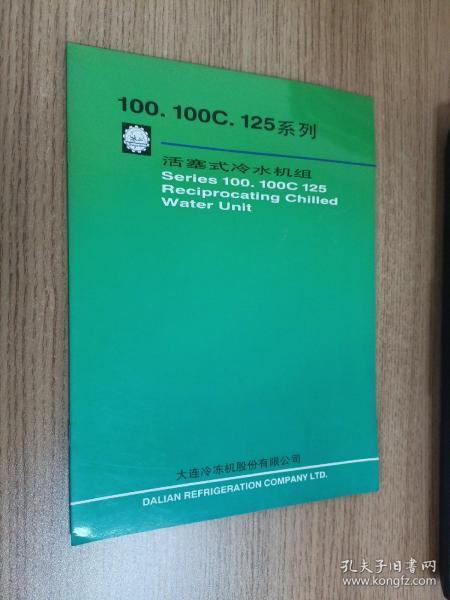 100. 100C. 125系列
活塞式冷水机组
Series 100. 100C 125
Reciprocating Chilled
Water Unit
大连冷冻机股份有限公司
DALIAN REFRIGERATION COMPANY LTD.
孔夫子旧书网
www.kongfz.com